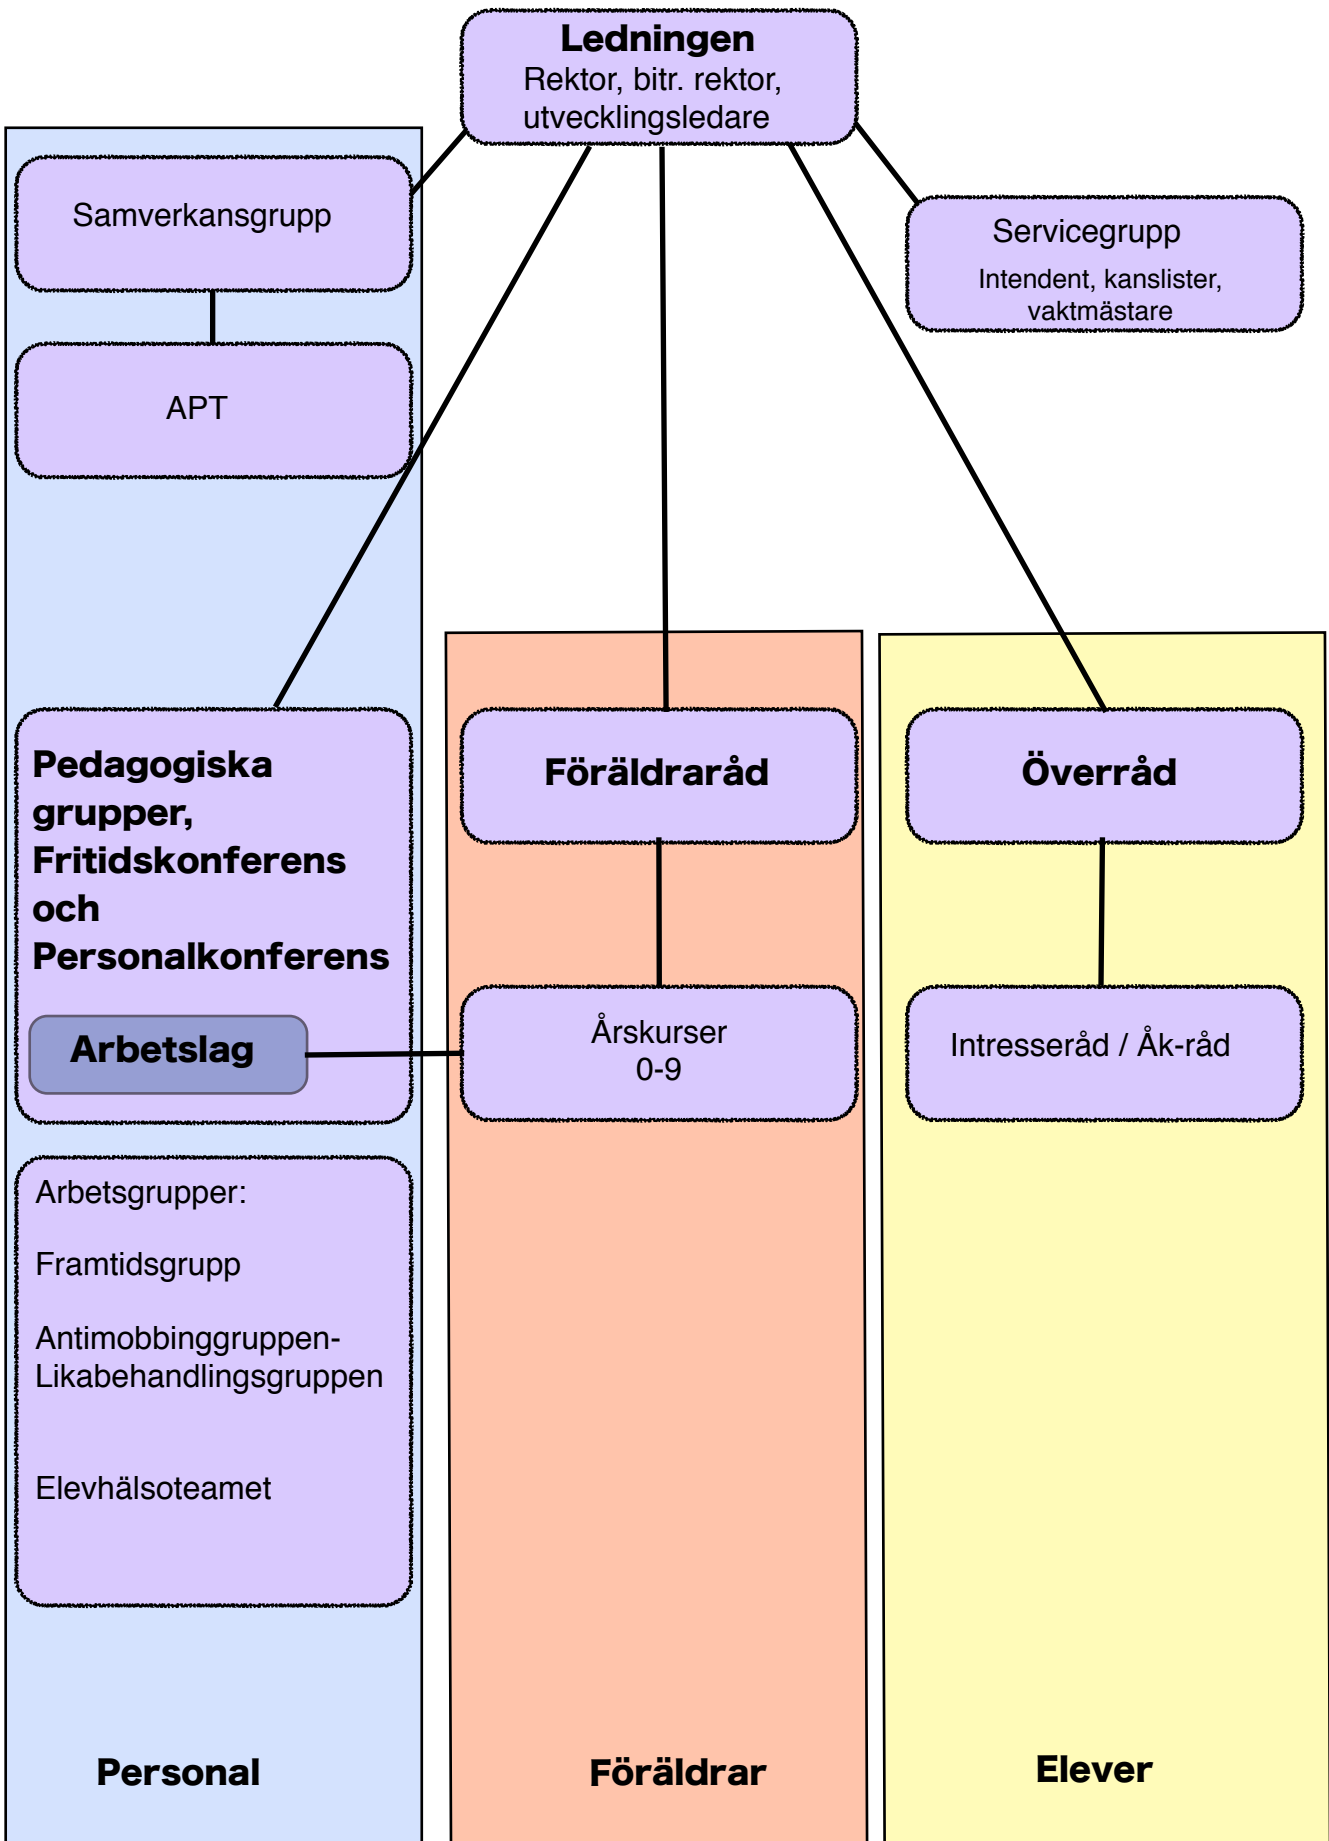 Ledningen
Rektor, bitr. rektor,
utvecklingsledare
Samverkansgrupp
Servicegrupp
Intendent, kanslister,
vaktmästare
APT
Pedagogiska
grupper,
Fritidskonferens
och
Personalkonferens
Arbetslag
Föräldraråd
Överråd
Årskurser
0-9
Intresseråd / Åk-råd
Arbetsgrupper:
Framtidsgrupp
Antimobbinggruppen-
Likabehandlingsgruppen
Elevhälsoteamet
Personal
Föräldrar
Elever